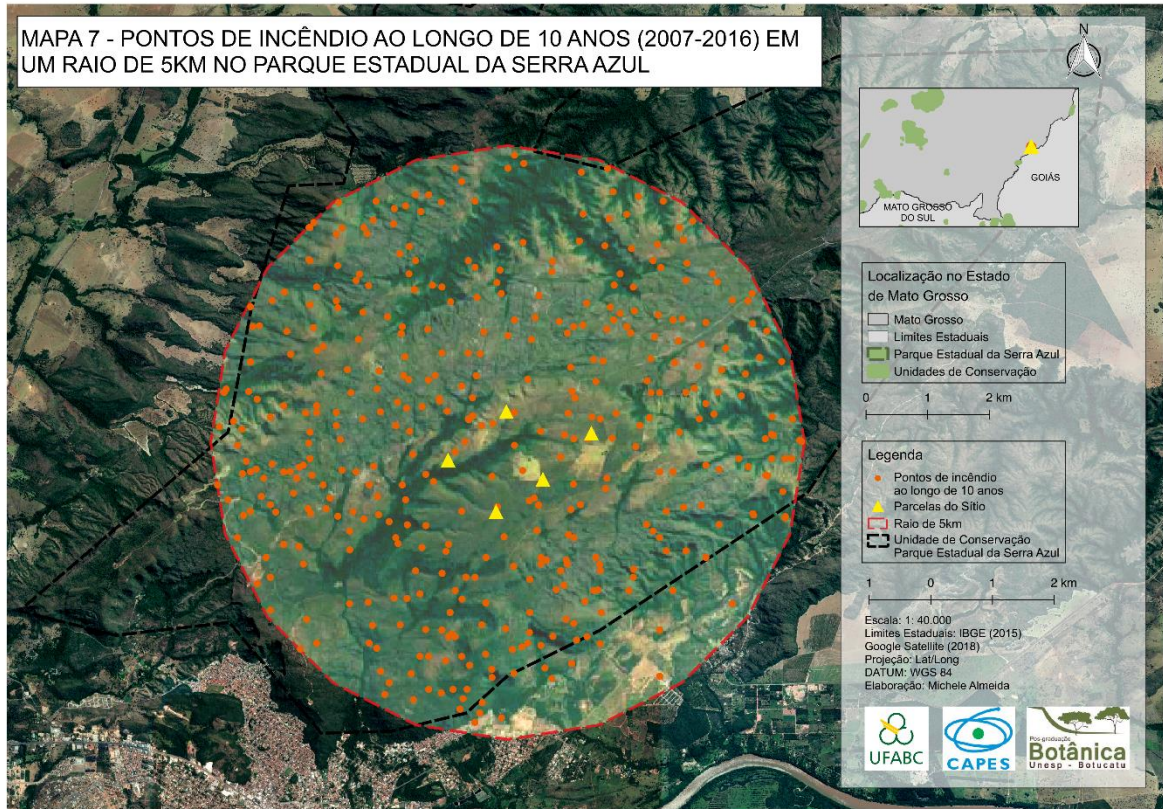 MAPA 7 - PONTOS DE INCÊNDIO AO LONGO DE 10 ANOS (2007-2016) EM
UM RAIO DE 5KM NO PARQUE ESTADUAL DA SERRA AZUL
N
GOIÁS
MATO GROSSO
DO SUL
Localização no Estado
de Mato Grosso
Mato Grosso
Limites Estaduais
Parque Estadual da Serra Azul
Unidades de Conservação
0 1 2 km
Legenda
Pontos de incêndio
ao longo de 10 anos
Parcelas do Sítio
Raio de 5km
Unidade de Conservação
Parque Estadual da Serra Azul
1 0 1 2 km
Escala: 1: 40.000
Limites Estaduais: IBGE (2015)
Google Satellite (2018)
Projeção: Lat/Long
DATUM: WGS 84
Elaboração: Michele Almeida
UFABC
CAPES
Pós-graduação
Botânica
Unesp - Botucatu